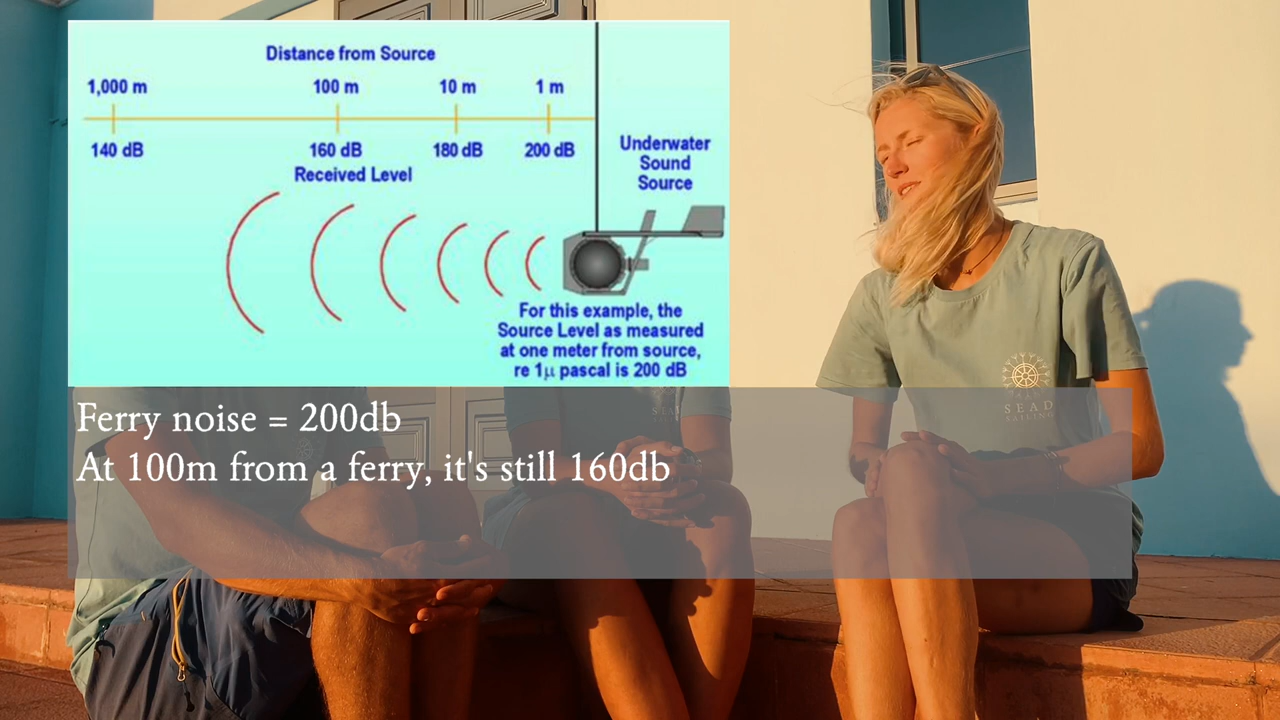 Distance from Source
1,000 m 100 m 10 m 1 m
140 dB 160 dB 180 dB 200 dB
Received Level
Underwater
Sound
Source
For this example, the
Source Level as measured
at one meter from source,
re 1µ pascal is 200 dB
Ferry noise = 200db
At 100m from a ferry, it's still 160db
SEAD
SAILING
SEAD